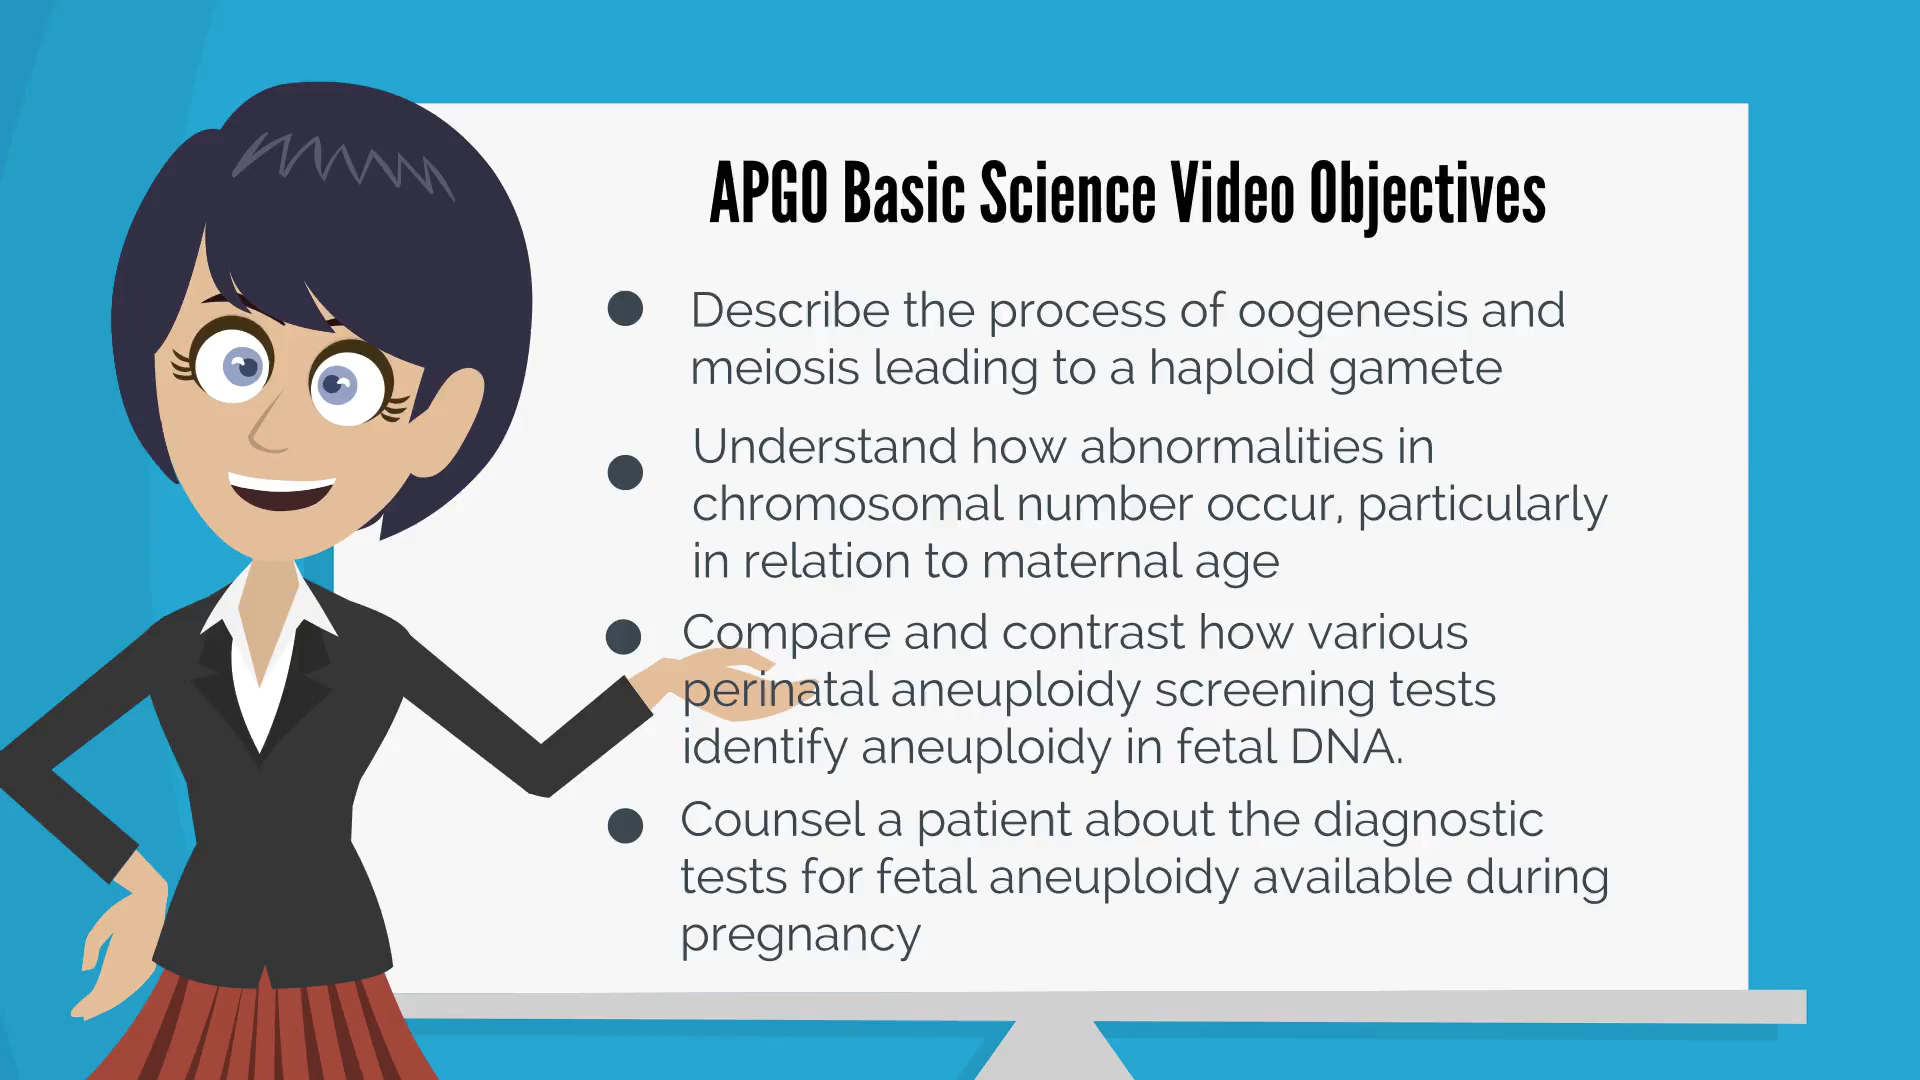 APGO Basic Science Video Objectives
Describe the process of oogenesis and
meiosis leading to a haploid gamete
Understand how abnormalities in
chromosomal number occur, particularly
in relation to maternal age
Compare and contrast how various
perinatal aneuploidy screening tests
identify aneuploidy in fetal DNA.
Counsel a patient about the diagnostic
tests for fetal aneuploidy available during
pregnancy